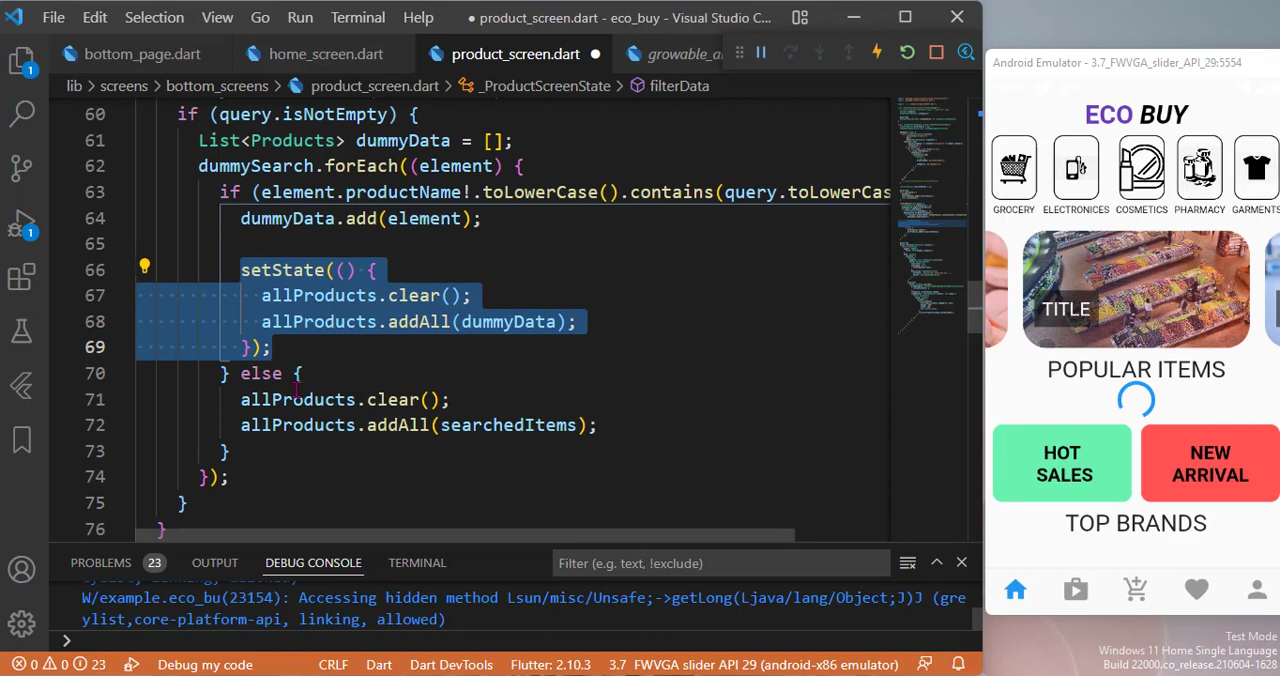 File Edit Selection View Go Run Terminal Help ● product_screen.dart - eco_buy - Visual Studio C...
bottom_page.dart home_screen.dart product_screen.dart ● growable_a
lib > screens > bottom_screens > product_screen.dart > _ProductScreenState > filterData
60 if (query.isNotEmpty) {
61 List<Products> dummyData = [];
62 dummySearch.forEach((element) {
63 if (element.productName!.toLowerCase().contains(query.toLowerCas
64 dummyData.add(element);
65
66 setState(() {
67 allProducts.clear();
68 allProducts.addAll(dummyData);
69 });
70 } else {
71 allProducts.clear();
72 allProducts.addAll(searchedItems);
73 }
74 });
75 }
76 }
1
1
PROBLEMS 23 OUTPUT DEBUG CONSOLE TERMINAL Filter (e.g. text, !exclude)
W/example.eco_bu(23154): Accessing hidden method Lsun/misc/Unsafe;->getLong(Ljava/lang/Object;J)J (gre
ylist,core-platform-api, linking, allowed)
>
0 0 23 Debug my code CRLF Dart Dart DevTools Flutter: 2.10.3 3.7 FWVGA slider API 29 (android-x86 emulator)
Android Emulator - 3.7_FWVGA_slider_API_29:5554
ECO BUY
GROCERY ELECTRONICS COSMETICS PHARMACY GARMENTS
TITLE
POPULAR ITEMS
HOT SALES
NEW ARRIVAL
TOP BRANDS
Test Mode
Windows 11 Home Single Language
Build 22000.co_release.210604-1628